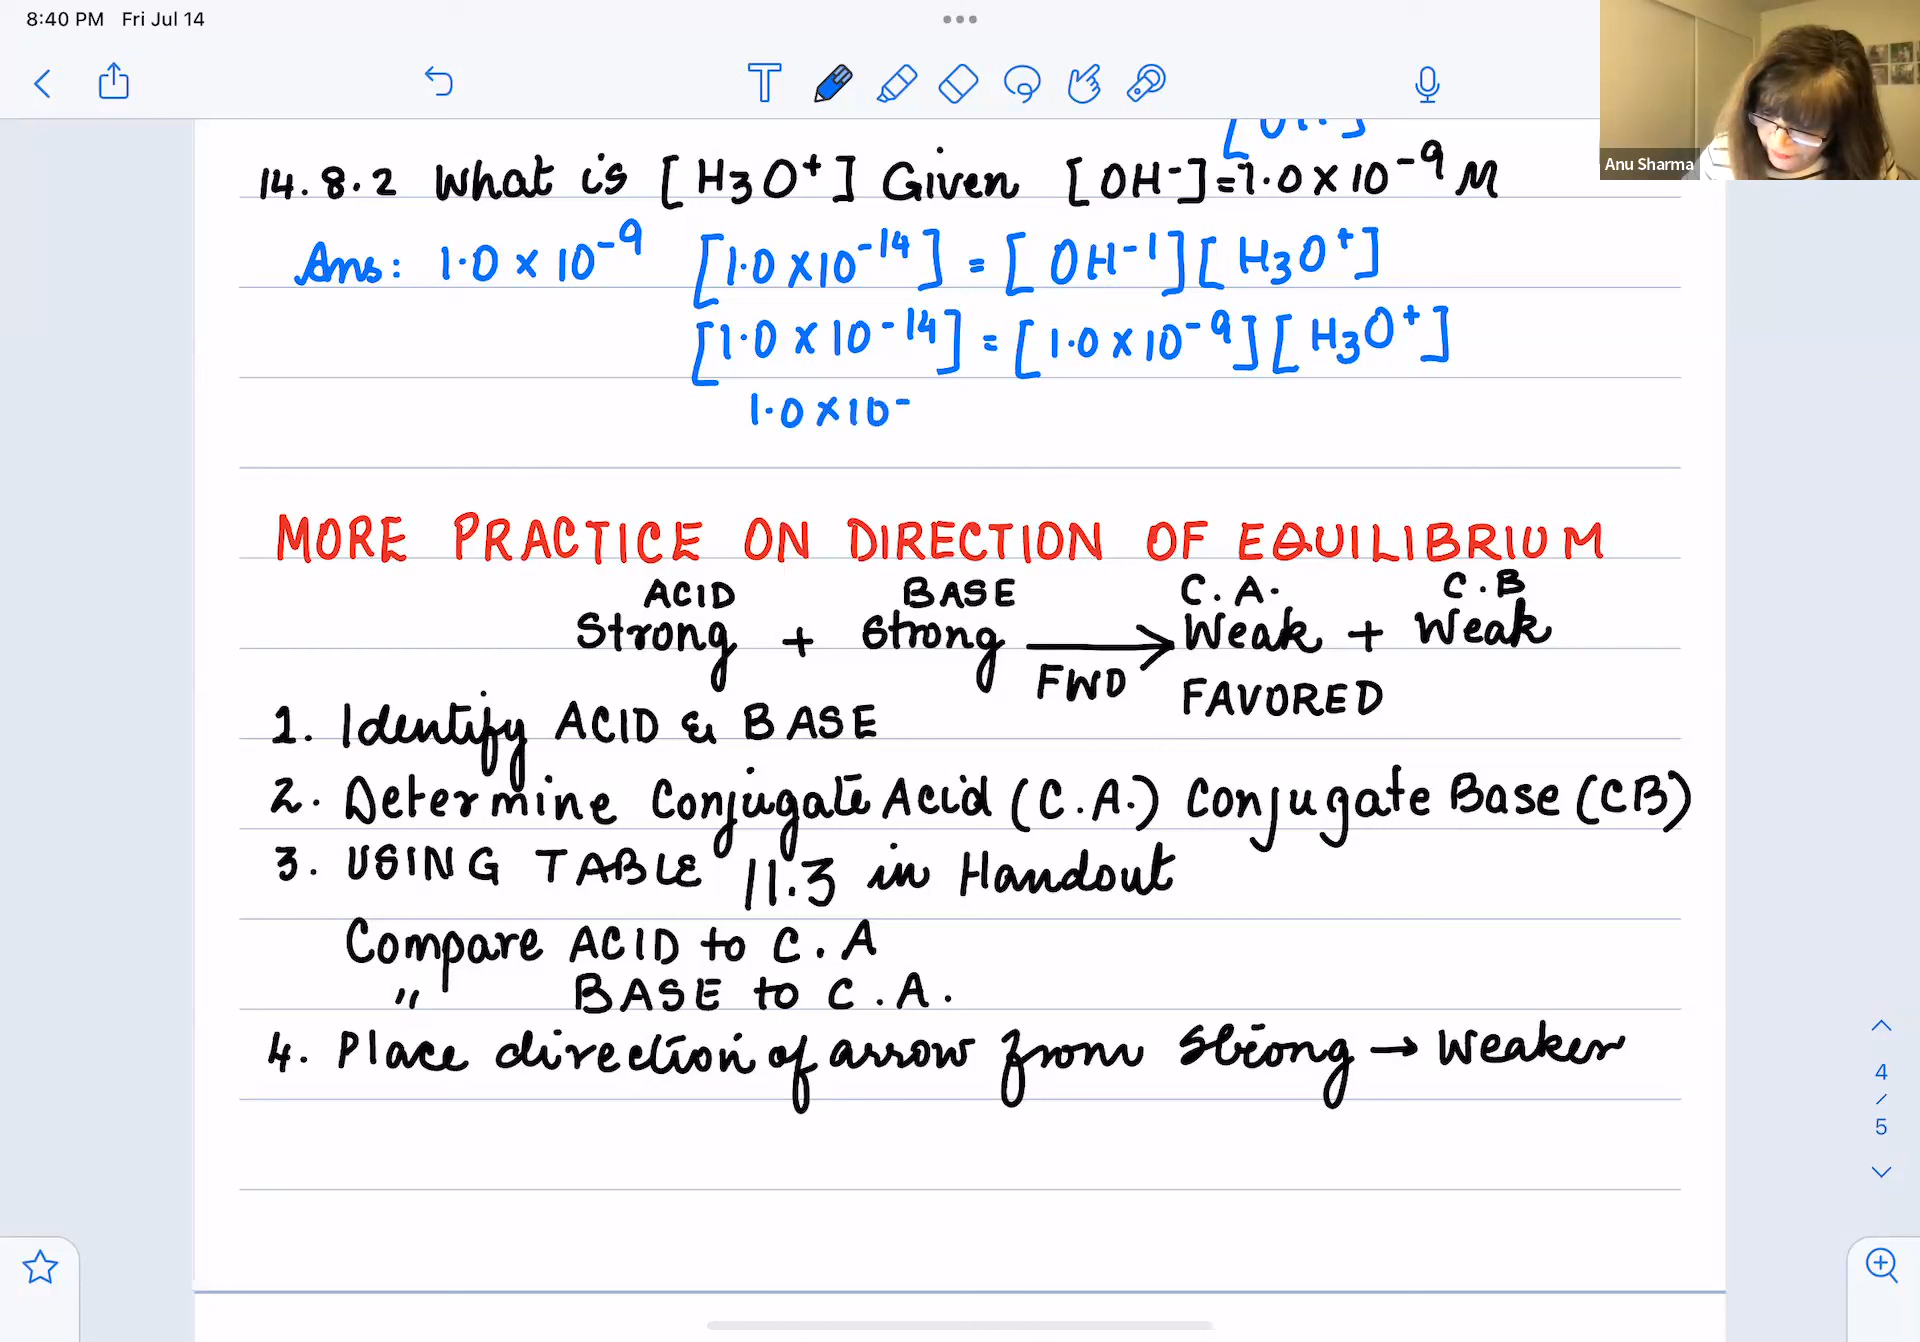 8:40 PM Fri Jul 14
Anu Sharma
14.8.2 What is [H3O+] Given [OH-]=1.0×10-9 M
Ans: 1.0×10-9 [1.0×10-14] = [OH-1][H3O+]
[1.0×10-14] = [1.0×10-9][H3O+]
1.0×10-
MORE PRACTICE ON DIRECTION OF EQUILIBRIUM
ACID BASE C.A. C.B
Strong + Strong → Weak + Weak
FWD FAVORED
1. Identify ACID & BASE
2. Determine Conjugate Acid (C.A.) Conjugate Base (CB)
3. USING TABLE 11.3 in Handout
Compare ACID to C.A
" BASE to C.A.
4. Place direction of arrow from Strong → Weaker
4
/
5